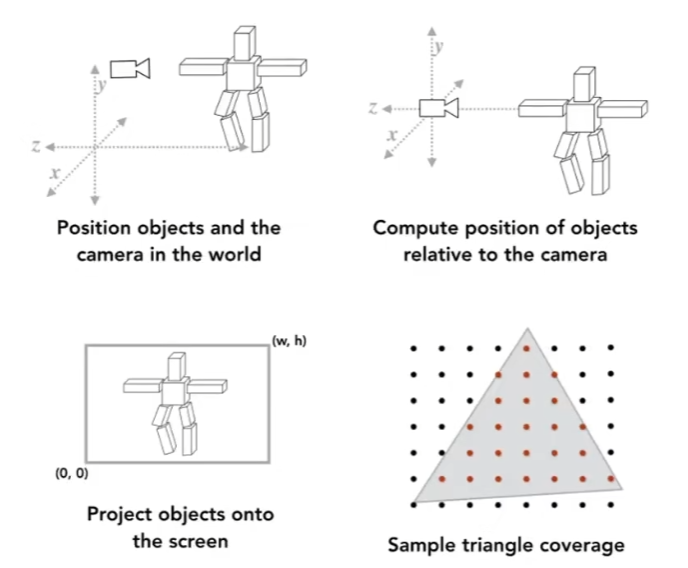 y
z
x
Position objects and the
camera in the world
y
z
x
Compute position of objects
relative to the camera
(w, h)
(0, 0)
Project objects onto
the screen
Sample triangle coverage